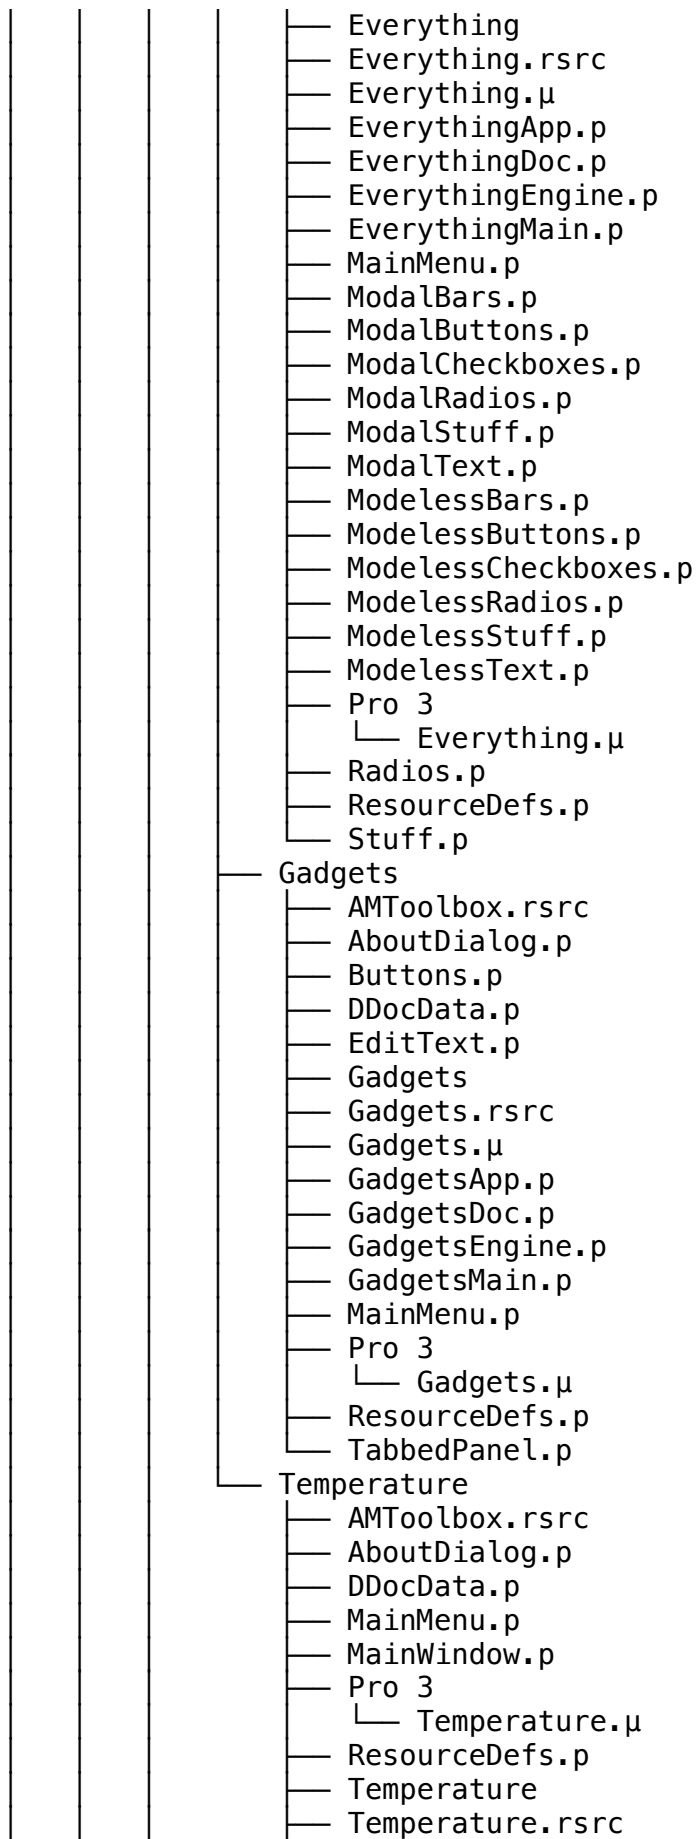 │   │   │   │   ├── Everything
│   │   │   │   ├── Everything.rsrc
│   │   │   │   ├── Everything.µ
│   │   │   │   ├── EverythingApp.p
│   │   │   │   ├── EverythingDoc.p
│   │   │   │   ├── EverythingEngine.p
│   │   │   │   ├── EverythingMain.p
│   │   │   │   ├── MainMenu.p
│   │   │   │   ├── ModalBars.p
│   │   │   │   ├── ModalButtons.p
│   │   │   │   ├── ModalCheckboxes.p
│   │   │   │   ├── ModalRadios.p
│   │   │   │   ├── ModalStuff.p
│   │   │   │   ├── ModalText.p
│   │   │   │   ├── ModelessBars.p
│   │   │   │   ├── ModelessButtons.p
│   │   │   │   ├── ModelessCheckboxes.p
│   │   │   │   ├── ModelessRadios.p
│   │   │   │   ├── ModelessStuff.p
│   │   │   │   ├── ModelessText.p
│   │   │   │   ├── Pro 3
│   │   │   │   │   └── Everything.µ
│   │   │   │   ├── Radios.p
│   │   │   │   ├── ResourceDefs.p
│   │   │   │   └── Stuff.p
│   │   │   ├── Gadgets
│   │   │   │   ├── AMToolbox.rsrc
│   │   │   │   ├── AboutDialog.p
│   │   │   │   ├── Buttons.p
│   │   │   │   ├── DDocData.p
│   │   │   │   ├── EditText.p
│   │   │   │   ├── Gadgets
│   │   │   │   ├── Gadgets.rsrc
│   │   │   │   ├── Gadgets.µ
│   │   │   │   ├── GadgetsApp.p
│   │   │   │   ├── GadgetsDoc.p
│   │   │   │   ├── GadgetsEngine.p
│   │   │   │   ├── GadgetsMain.p
│   │   │   │   ├── MainMenu.p
│   │   │   │   ├── Pro 3
│   │   │   │   │   └── Gadgets.µ
│   │   │   │   ├── ResourceDefs.p
│   │   │   │   └── TabbedPanel.p
│   │   │   └── Temperature
│   │   │       ├── AMToolbox.rsrc
│   │   │       ├── AboutDialog.p
│   │   │       ├── DDocData.p
│   │   │       ├── MainMenu.p
│   │   │       ├── MainWindow.p
│   │   │       ├── Pro 3
│   │   │       │   └── Temperature.µ
│   │   │       ├── ResourceDefs.p
│   │   │       ├── Temperature
│   │   │       ├── Temperature.rsrc